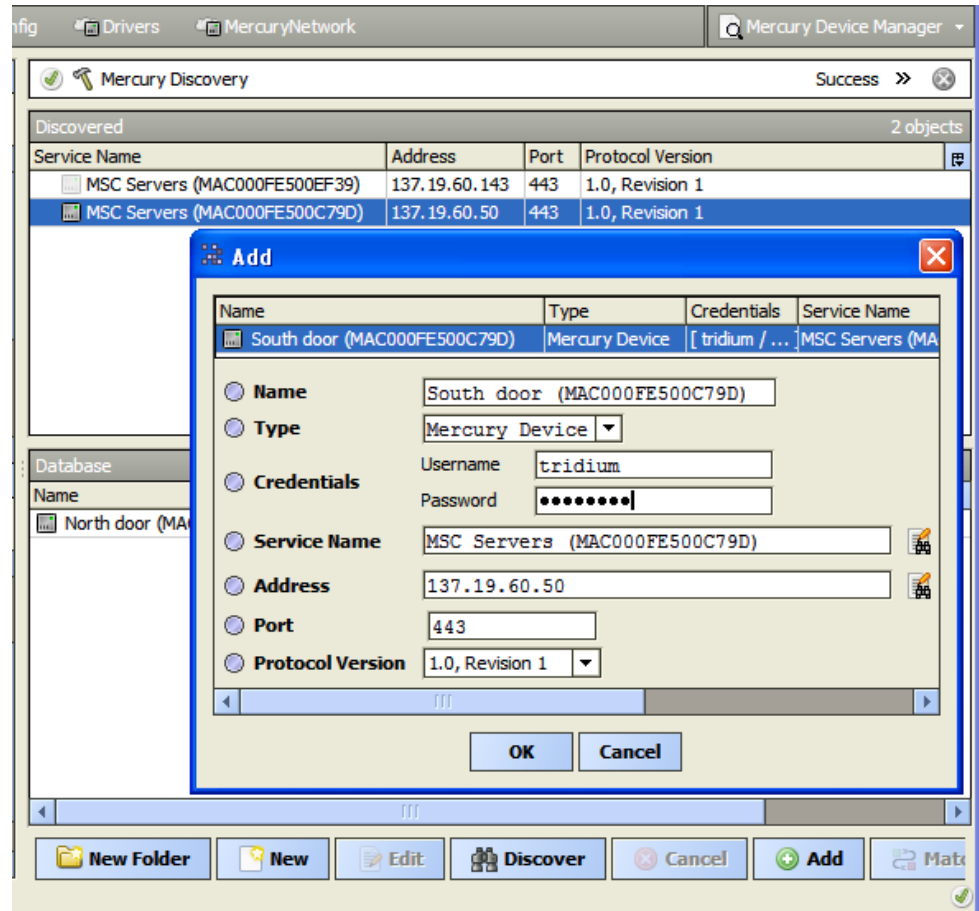 nfig Drivers MercuryNetwork Mercury Device Manager
Mercury Discovery Success »
Discovered 2 objects
Service Name Address Port Protocol Version
MSC Servers (MAC000FE500EF39) 137.19.60.143 443 1.0, Revision 1
MSC Servers (MAC000FE500C79D) 137.19.60.50 443 1.0, Revision 1
Add
Name Type Credentials Service Name
South door (MAC000FE500C79D) Mercury Device [ tridium / ... ] MSC Servers (MA
Name South door (MAC000FE500C79D)
Type Mercury Device
Credentials Username tridium
Password ●●●●●●●●
Service Name MSC Servers (MAC000FE500C79D)
Address 137.19.60.50
Port 443
Protocol Version 1.0, Revision 1
OK Cancel
Database
Name
North door (MA
New Folder New Edit Discover Cancel Add Matc